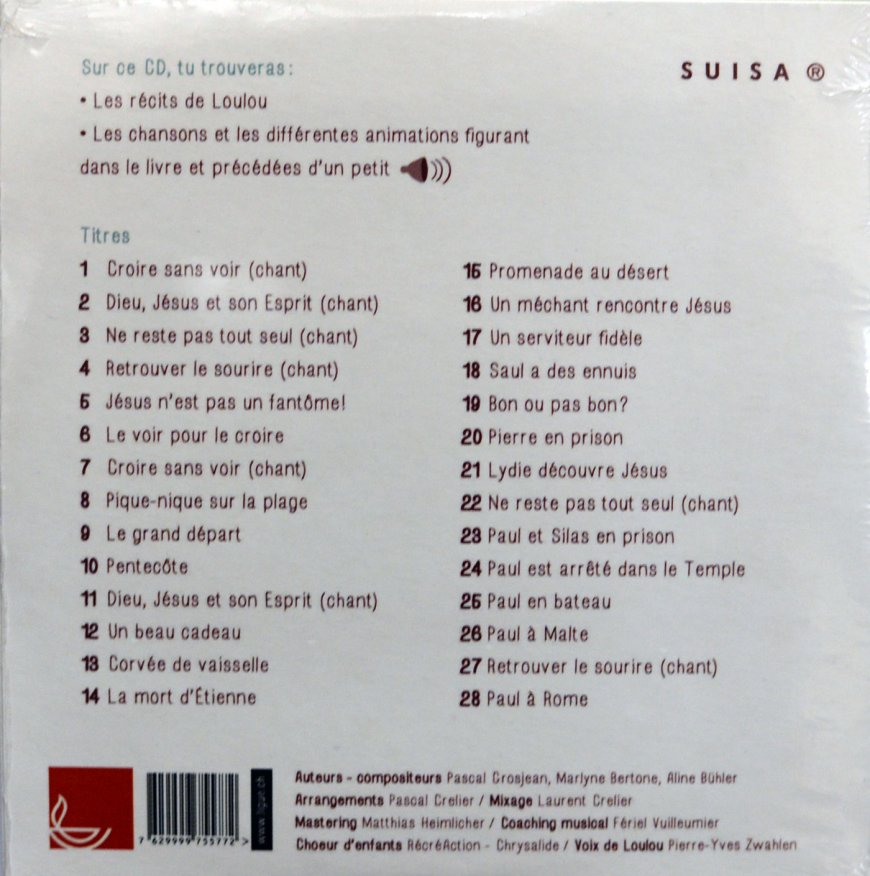 Sur ce CD, tu trouveras :
SUISA ®
• Les récits de Loulou
• Les chansons et les différentes animations figurant
dans le livre et précédées d'un petit
Titres
1 Croire sans voir (chant)
2 Dieu, Jésus et son Esprit (chant)
3 Ne reste pas tout seul (chant)
4 Retrouver le sourire (chant)
5 Jésus n'est pas un fantôme!
6 Le voir pour le croire
7 Croire sans voir (chant)
8 Pique-nique sur la plage
9 Le grand départ
10 Pentecôte
11 Dieu, Jésus et son Esprit (chant)
12 Un beau cadeau
13 Corvée de vaisselle
14 La mort d'Étienne
15 Promenade au désert
16 Un méchant rencontre Jésus
17 Un serviteur fidèle
18 Saul a des ennuis
19 Bon ou pas bon?
20 Pierre en prison
21 Lydie découvre Jésus
22 Ne reste pas tout seul (chant)
23 Paul et Silas en prison
24 Paul est arrêté dans le Temple
25 Paul en bateau
26 Paul à Malte
27 Retrouver le sourire (chant)
28 Paul à Rome
7 629999 755772 >
www.ligue.ch
Auteurs - compositeurs Pascal Grosjean, Marlyne Bertone, Aline Bühler
Arrangements Pascal Crelier / Mixage Laurent Crelier
Mastering Matthias Heimlicher / Coaching musical Fériel Vuilleumier
Choeur d'enfants RécréAction - Chrysalide / Voix de Loulou Pierre-Yves Zwahlen